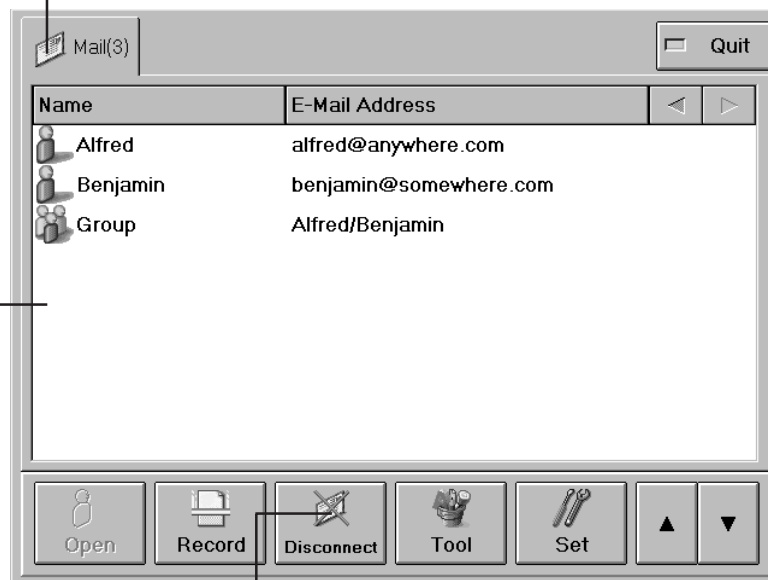 Mail(3)
Quit
Name E-Mail Address
Alfred alfred@anywhere.com
Benjamin benjamin@somewhere.com
Group Alfred/Benjamin
Open Record Disconnect Tool Set